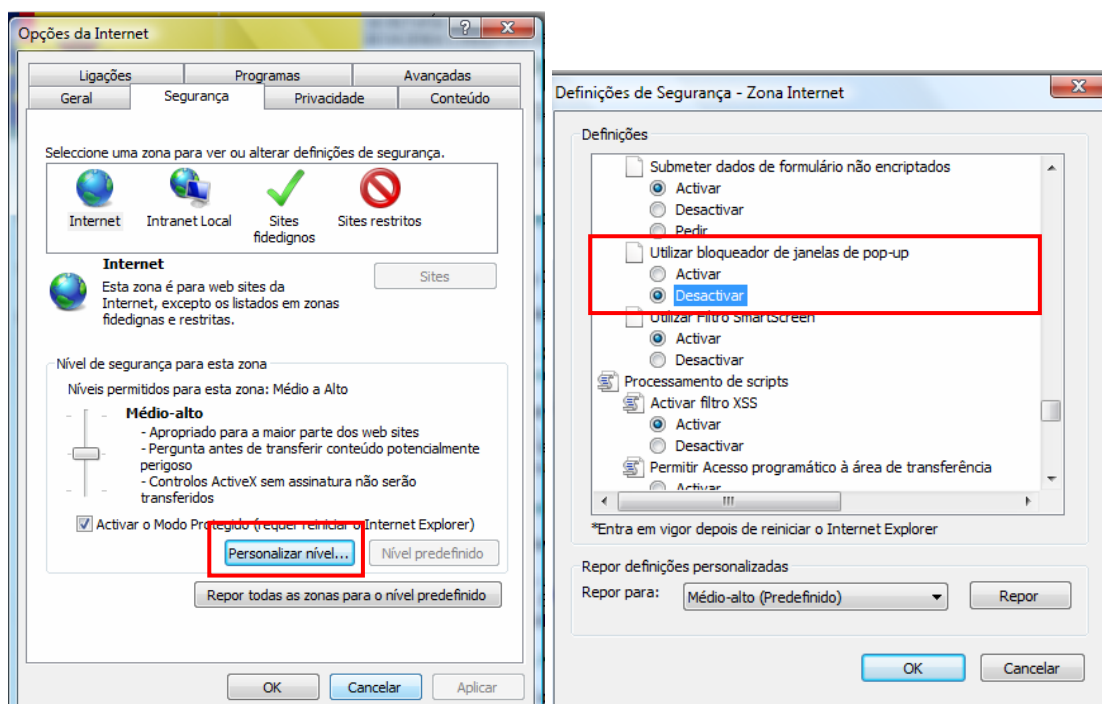 Opções da Internet
Ligações
Programas
Avançadas
Geral
Segurança
Privacidade
Conteúdo
Seleccione uma zona para ver ou alterar definições de segurança.
Internet
Intranet Local
Sites
fidedignos
Sites restritos
Internet
Esta zona é para web sites da
Internet, excepto os listados em zonas
fidedignas e restritas.
Sites
Nível de segurança para esta zona
Níveis permitidos para esta zona: Médio a Alto
Médio-alto
- Apropriado para a maior parte dos web sites
- Pergunta antes de transferir conteúdo potencialmente
perigoso
- Controlos ActiveX sem assinatura não serão
transferidos
Activar o Modo Protegido (requer reiniciar o Internet Explorer)
Personalizar nível...
Nível predefinido
Repor todas as zonas para o nível predefinido
OK
Cancelar
Aplicar
Definições de Segurança - Zona Internet
Definições
Submeter dados de formulário não encriptados
Activar
Desactivar
Pedir
Utilizar bloqueador de janelas de pop-up
Activar
Desactivar
Utilizar Filtro SmartScreen
Activar
Desactivar
Processamento de scripts
Activar filtro XSS
Activar
Desactivar
Permitir Acesso programático à área de transferência
Activar
*Entra em vigor depois de reiniciar o Internet Explorer
Repor definições personalizadas
Repor para:
Médio-alto (Predefinido)
Repor
OK
Cancelar